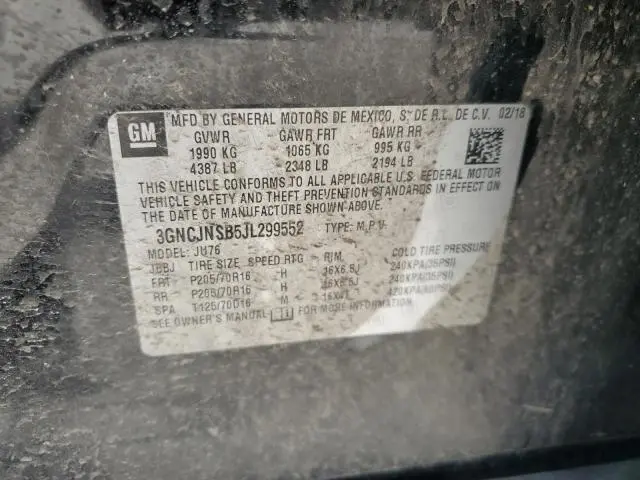 GM
MFD BY GENERAL MOTORS DE MEXICO, S. DE R.L. DE C.V. 02/18
GVWR GAWR FRT GAWR RR
1990 KG 1065 KG 995 KG
4387 LB 2348 LB 2194 LB
THIS VEHICLE CONFORMS TO ALL APPLICABLE U.S. FEDERAL MOTOR
VEHICLE SAFETY AND THEFT PREVENTION STANDARDS IN EFFECT ON
THE DATE OF MANUFACTURE SHOWN ABOVE.
3GNCJNSB5JL299552 TYPE: M.P.V.
MODEL: JU76
TIRE SIZE SPEED RTG RIM COLD TIRE PRESSURE
FRT P205/70R16 H 16X6.5J 240KPA(35PSI)
RR P205/70R16 H 16X6.5J 240KPA(35PSI)
SPA T125/70D16 M 16X4J 420KPA(60PSI)
SEE OWNER'S MANUAL FOR MORE INFORMATION